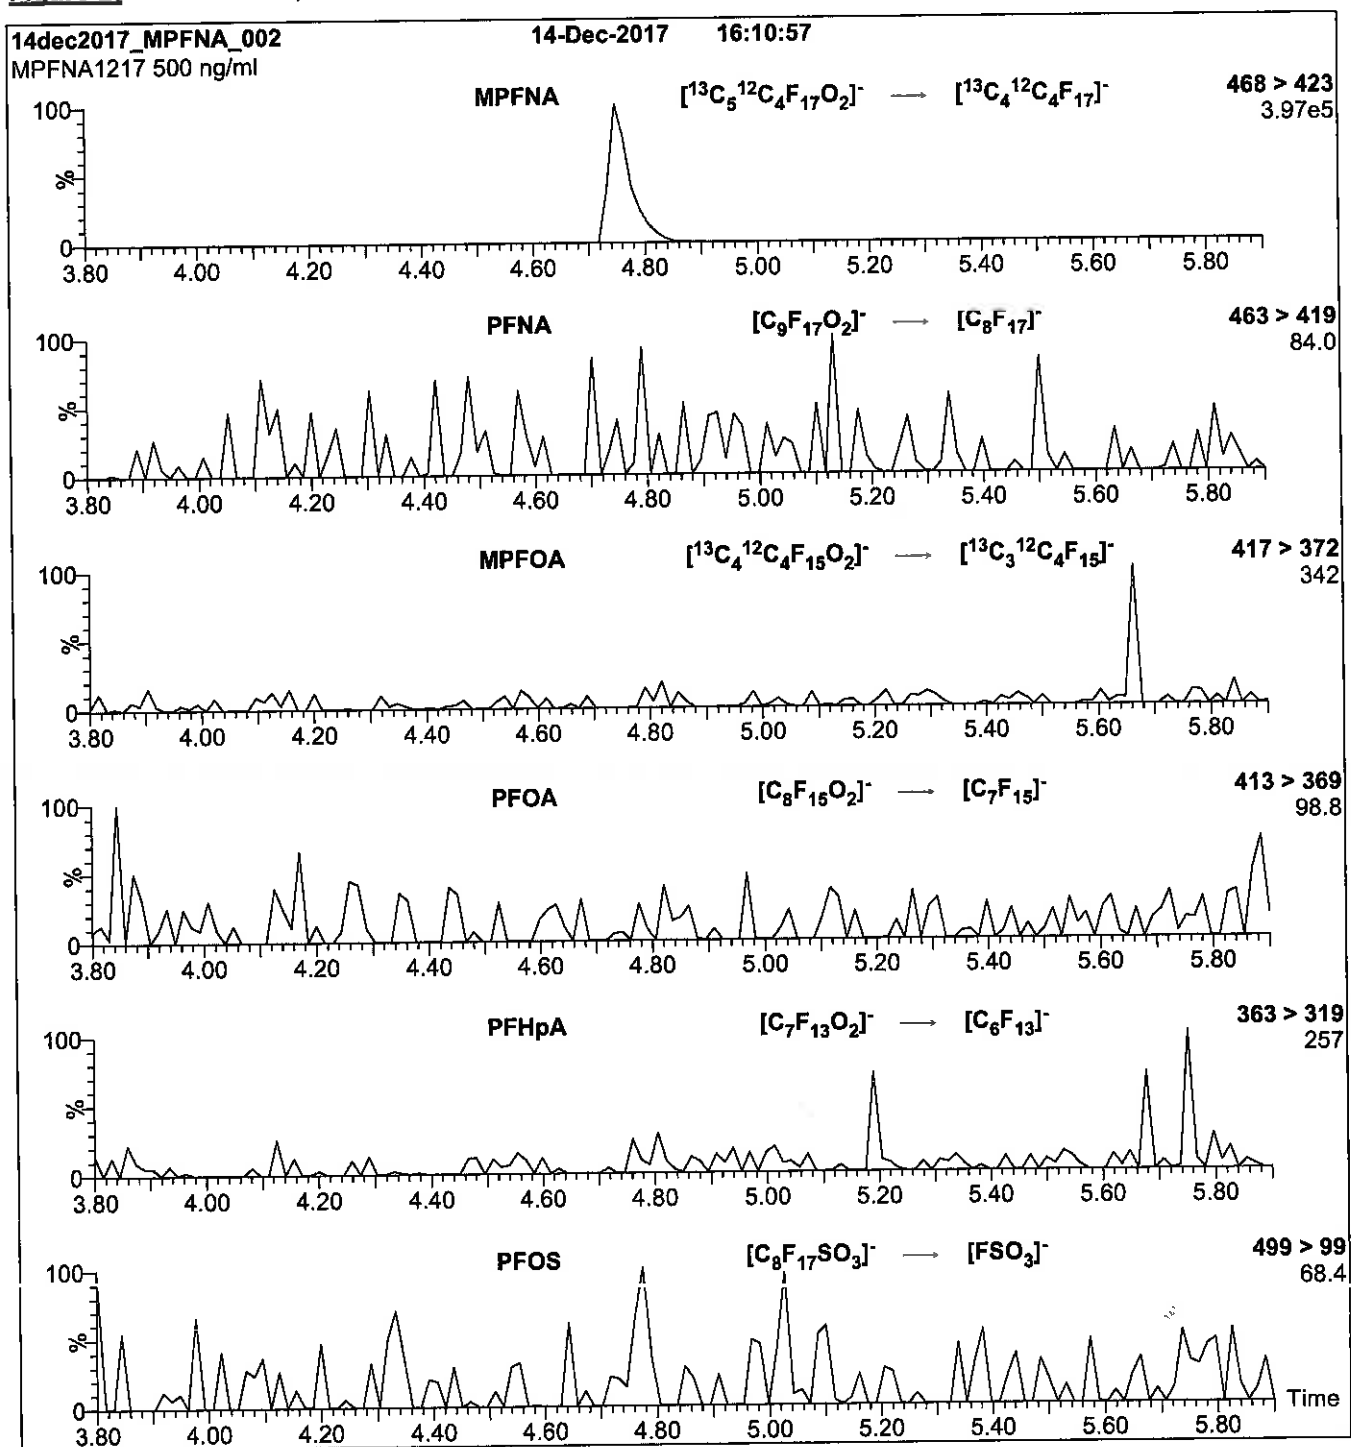 14dec2017_MPFNA_002 14-Dec-2017 16:10:57
MPFNA1217 500 ng/ml
MPFNA [¹³C₅¹²C₄F₁₇O₂]⁻ → [¹³C₄¹²C₄F₁₇]⁻ 468 > 423
3.97e5
100
%
0
3.80 4.00 4.20 4.40 4.60 4.80 5.00 5.20 5.40 5.60 5.80
PFNA [C₉F₁₇O₂]⁻ → [C₈F₁₇]⁻ 463 > 419
84.0
100
%
0
3.80 4.00 4.20 4.40 4.60 4.80 5.00 5.20 5.40 5.60 5.80
MPFOA [¹³C₄¹²C₄F₁₅O₂]⁻ → [¹³C₃¹²C₄F₁₅]⁻ 417 > 372
342
100
%
0
3.80 4.00 4.20 4.40 4.60 4.80 5.00 5.20 5.40 5.60 5.80
PFOA [C₈F₁₅O₂]⁻ → [C₇F₁₅]⁻ 413 > 369
98.8
100
%
0
3.80 4.00 4.20 4.40 4.60 4.80 5.00 5.20 5.40 5.60 5.80
PFHpA [C₇F₁₃O₂]⁻ → [C₆F₁₃]⁻ 363 > 319
257
100
%
0
3.80 4.00 4.20 4.40 4.60 4.80 5.00 5.20 5.40 5.60 5.80
PFOS [C₈F₁₇SO₃]⁻ → [FSO₃]⁻ 499 > 99
68.4
100
%
0
Time
3.80 4.00 4.20 4.40 4.60 4.80 5.00 5.20 5.40 5.60 5.80